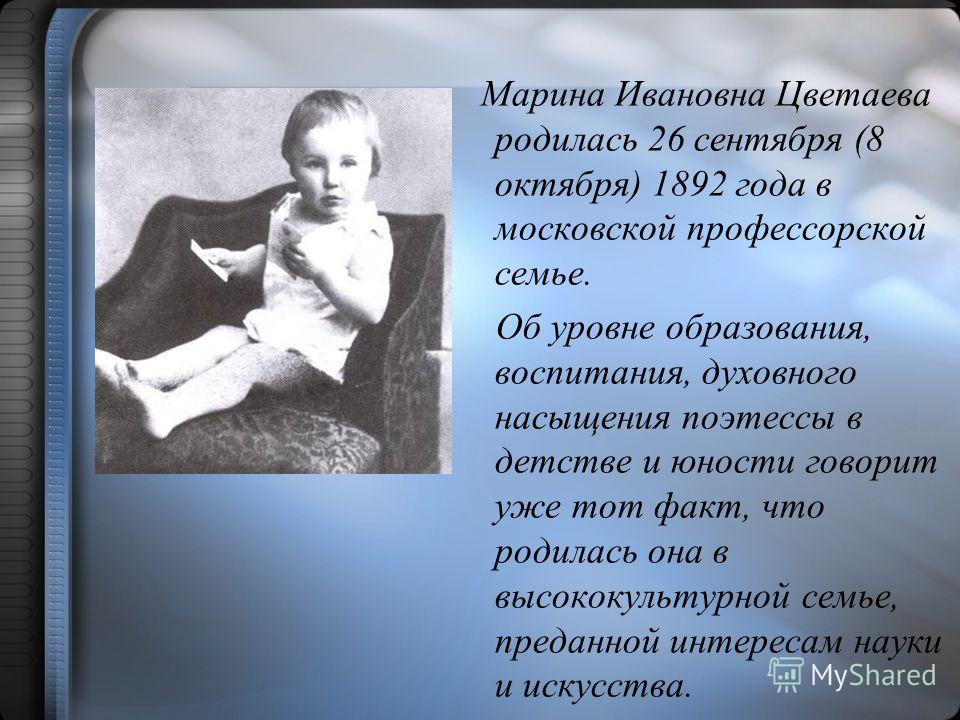 Марина Ивановна Цветаева
родилась 26 сентября (8
октября) 1892 года в
московской профессорской
семье.
Об уровне образования,
воспитания, духовного
насыщения поэтессы в
детстве и юности говорит
уже тот факт, что
родилась она в
высококультурной семье,
преданной интересам науки
и искусства.
MyShared